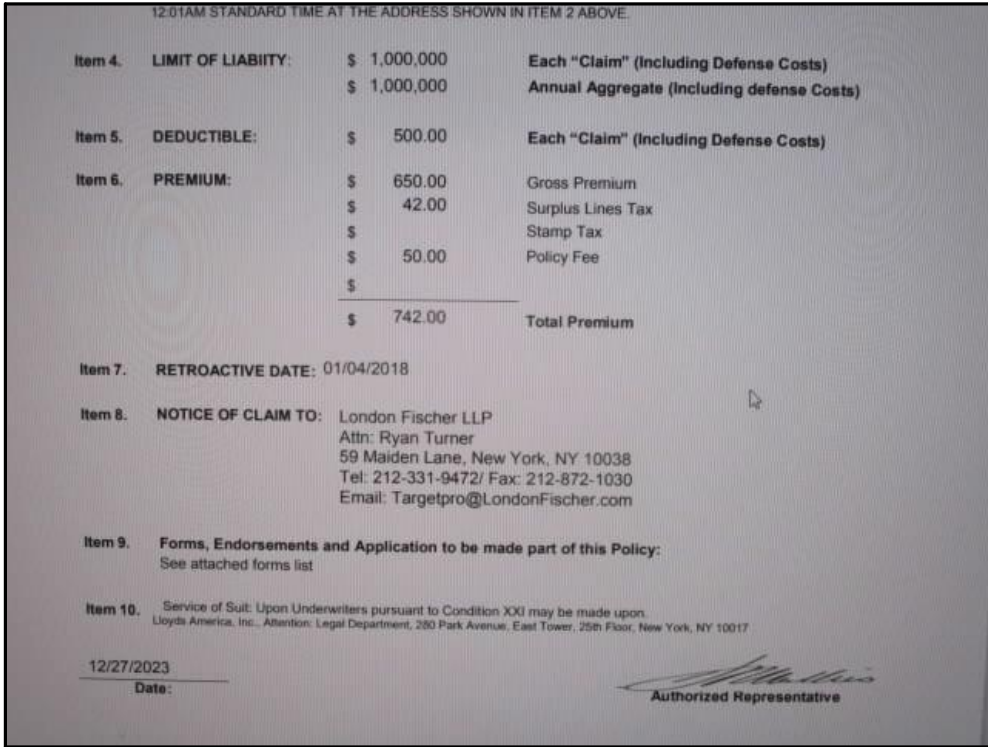 12:01AM STANDARD TIME AT THE ADDRESS SHOWN IN ITEM 2 ABOVE.
Item 4. LIMIT OF LIABIITY: $ 1,000,000 Each “Claim” (Including Defense Costs)
$ 1,000,000 Annual Aggregate (Including defense Costs)
Item 5. DEDUCTIBLE: $ 500.00 Each “Claim” (Including Defense Costs)
Item 6. PREMIUM: $ 650.00 Gross Premium
$ 42.00 Surplus Lines Tax
$ Stamp Tax
$ 50.00 Policy Fee
$
$ 742.00 Total Premium
Item 7. RETROACTIVE DATE: 01/04/2018
Item 8. NOTICE OF CLAIM TO: London Fischer LLP
Attn: Ryan Turner
59 Maiden Lane, New York, NY 10038
Tel: 212-331-9472/ Fax: 212-872-1030
Email: Targetpro@LondonFischer.com
Item 9. Forms, Endorsements and Application to be made part of this Policy:
See attached forms list
Item 10. Service of Suit: Upon Underwriters pursuant to Condition XXI may be made upon.
Lloyds America, Inc., Attention: Legal Department, 280 Park Avenue, East Tower, 25th Floor, New York, NY 10017
12/27/2023
Date:
Authorized Representative